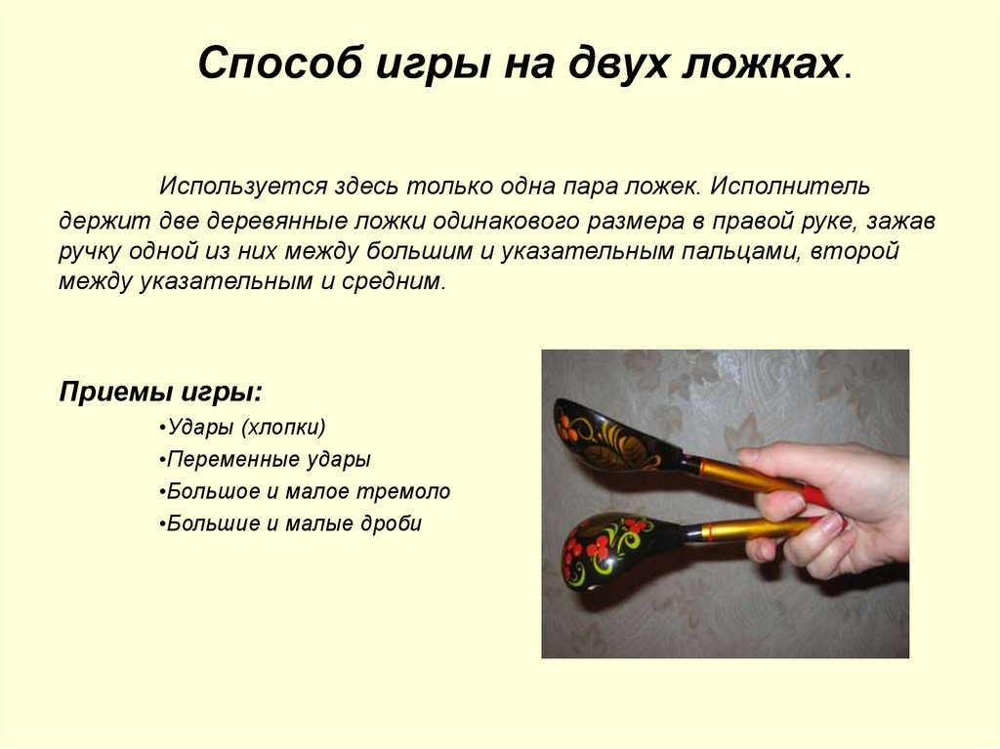 Способ игры на двух ложках.
Используется здесь только одна пара ложек. Исполнитель
держит две деревянные ложки одинакового размера в правой руке, зажав
ручку одной из них между большим и указательным пальцами, второй
между указательным и средним.
Приемы игры:
•Удары (хлопки)
•Переменные удары
•Большое и малое тремоло
•Большие и малые дроби